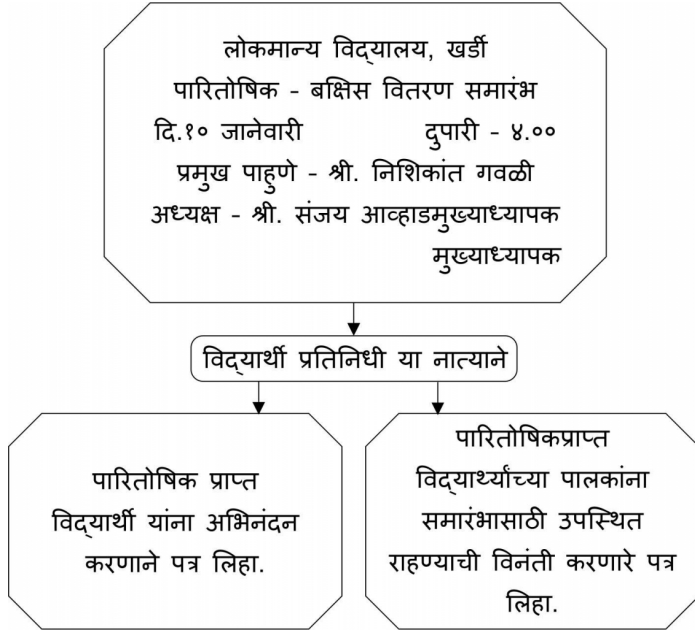 लोकमान्य विद्‌यालय, खर्डी
पारितोषिक - बक्षिस वितरण समारंभ
दि.१० जानेवारी दुपारी - ४.००
प्रमुख पाहुणे - श्री. निशिकांत गवळी
अध्यक्ष - श्री. संजय आव्हाडमुख्याध्यापक
मुख्याध्यापक
विद्‌यार्थी प्रतिनिधी या नात्याने
पारितोषिक प्राप्त
विद्‌यार्थी यांना अभिनंदन
करणाने पत्र लिहा.
पारितोषिकप्राप्त
विद्‌यार्थ्यांच्या पालकांना
समारंभासाठी उपस्थित
राहण्याची विनंती करणारे पत्र
लिहा.